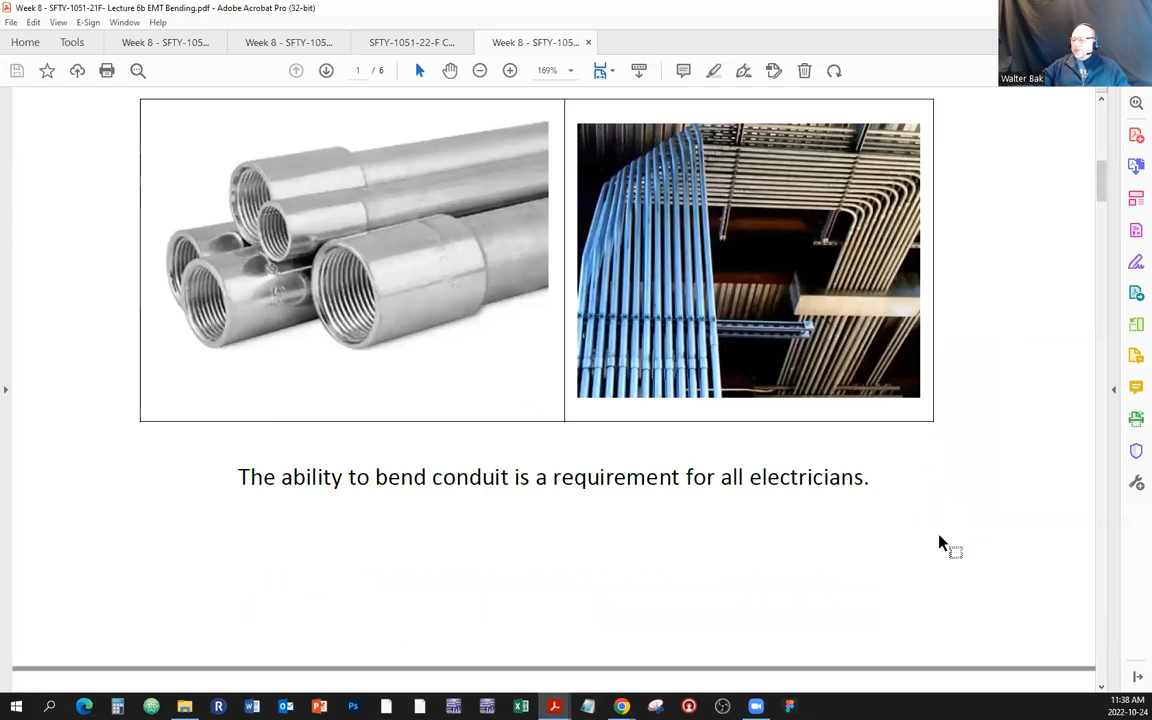 Week 8 - SFTY-1051-21F- Lecture 6b EMT Bending.pdf - Adobe Acrobat Pro (32-bit)
File Edit View E-Sign Window Help
Home Tools Week 8 - SFTY-105... Week 8 - SFTY-105... SFTY-1051-22-F C... Week 8 - SFTY-105... ×
1 / 6 169%
Walter Bak
The ability to bend conduit is a requirement for all electricians.
11:38 AM
2022-10-24